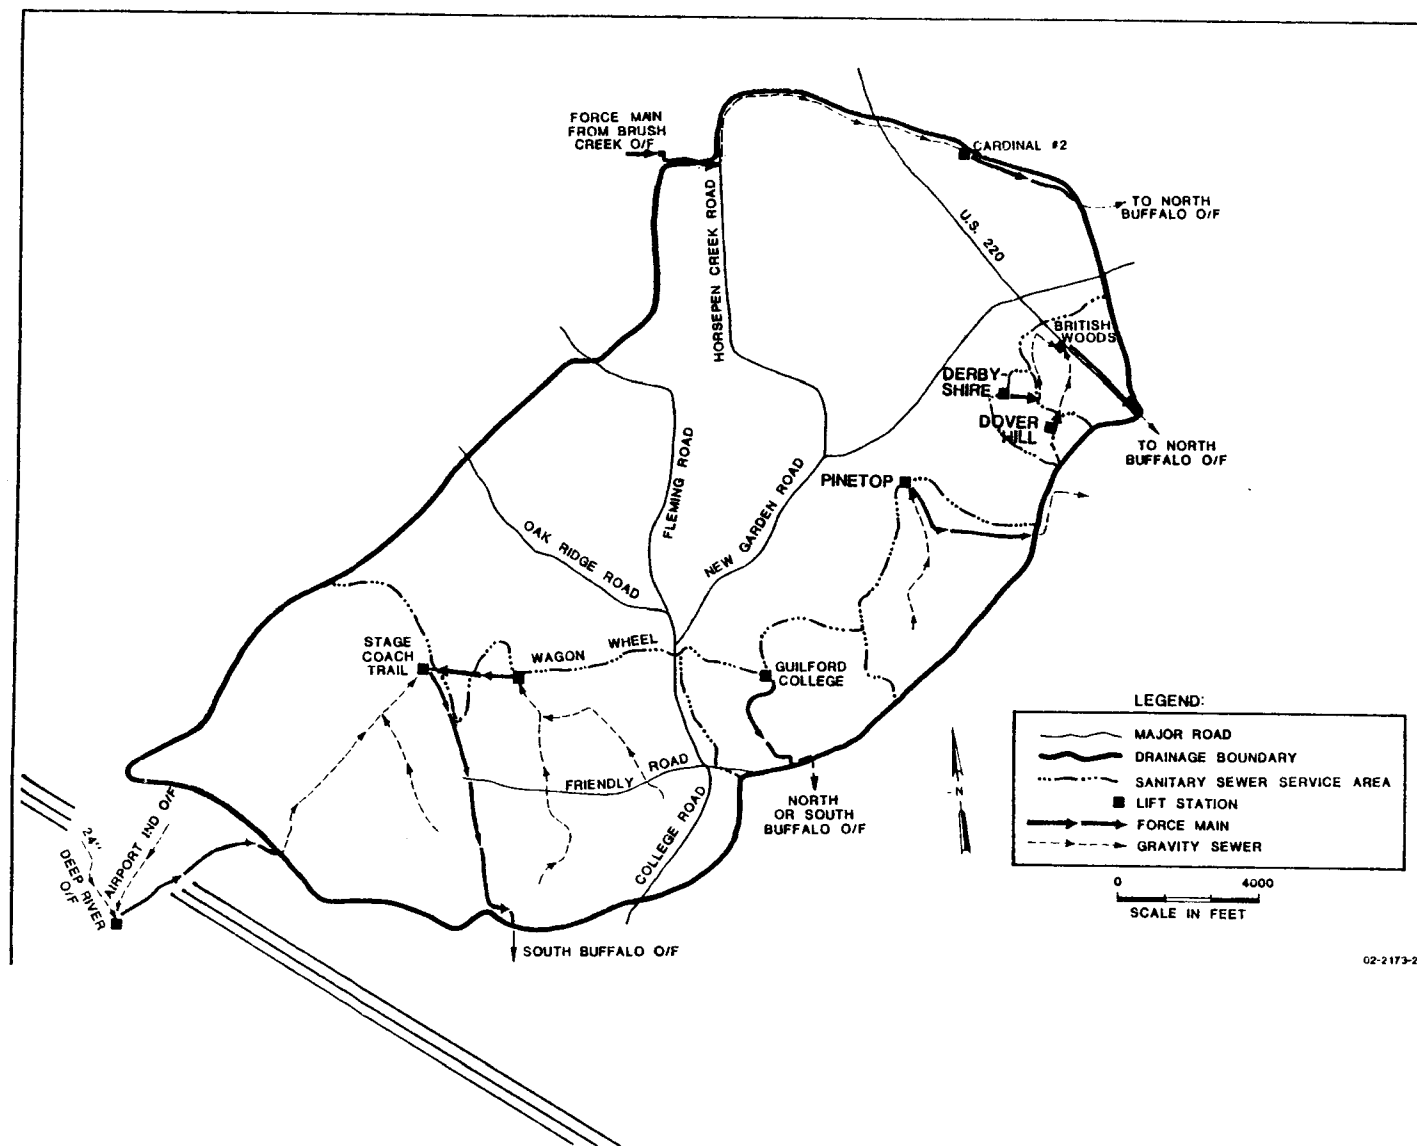 FORCE MAIN
FROM BRUSH
CREEK O/F
CARDINAL #2
TO NORTH
BUFFALO O/F
HORSEPEN CREEK ROAD
U.S. 220
BRITISH
WOODS
DERBY-
SHIRE
DOVER
HILL
TO NORTH
BUFFALO O/F
PINETOP
FLEMING ROAD
NEW GARDEN ROAD
OAK RIDGE ROAD
STAGE
COACH
TRAIL
WAGON WHEEL
GUILFORD
COLLEGE
FRIENDLY ROAD
COLLEGE ROAD
NORTH
OR SOUTH
BUFFALO O/F
AIRPORT IND O/F
24"
DEEP RIVER
O/F
SOUTH BUFFALO O/F
N
LEGEND:
MAJOR ROAD
DRAINAGE BOUNDARY
SANITARY SEWER SERVICE AREA
LIFT STATION
FORCE MAIN
GRAVITY SEWER
0 4000
SCALE IN FEET
02-2173-2